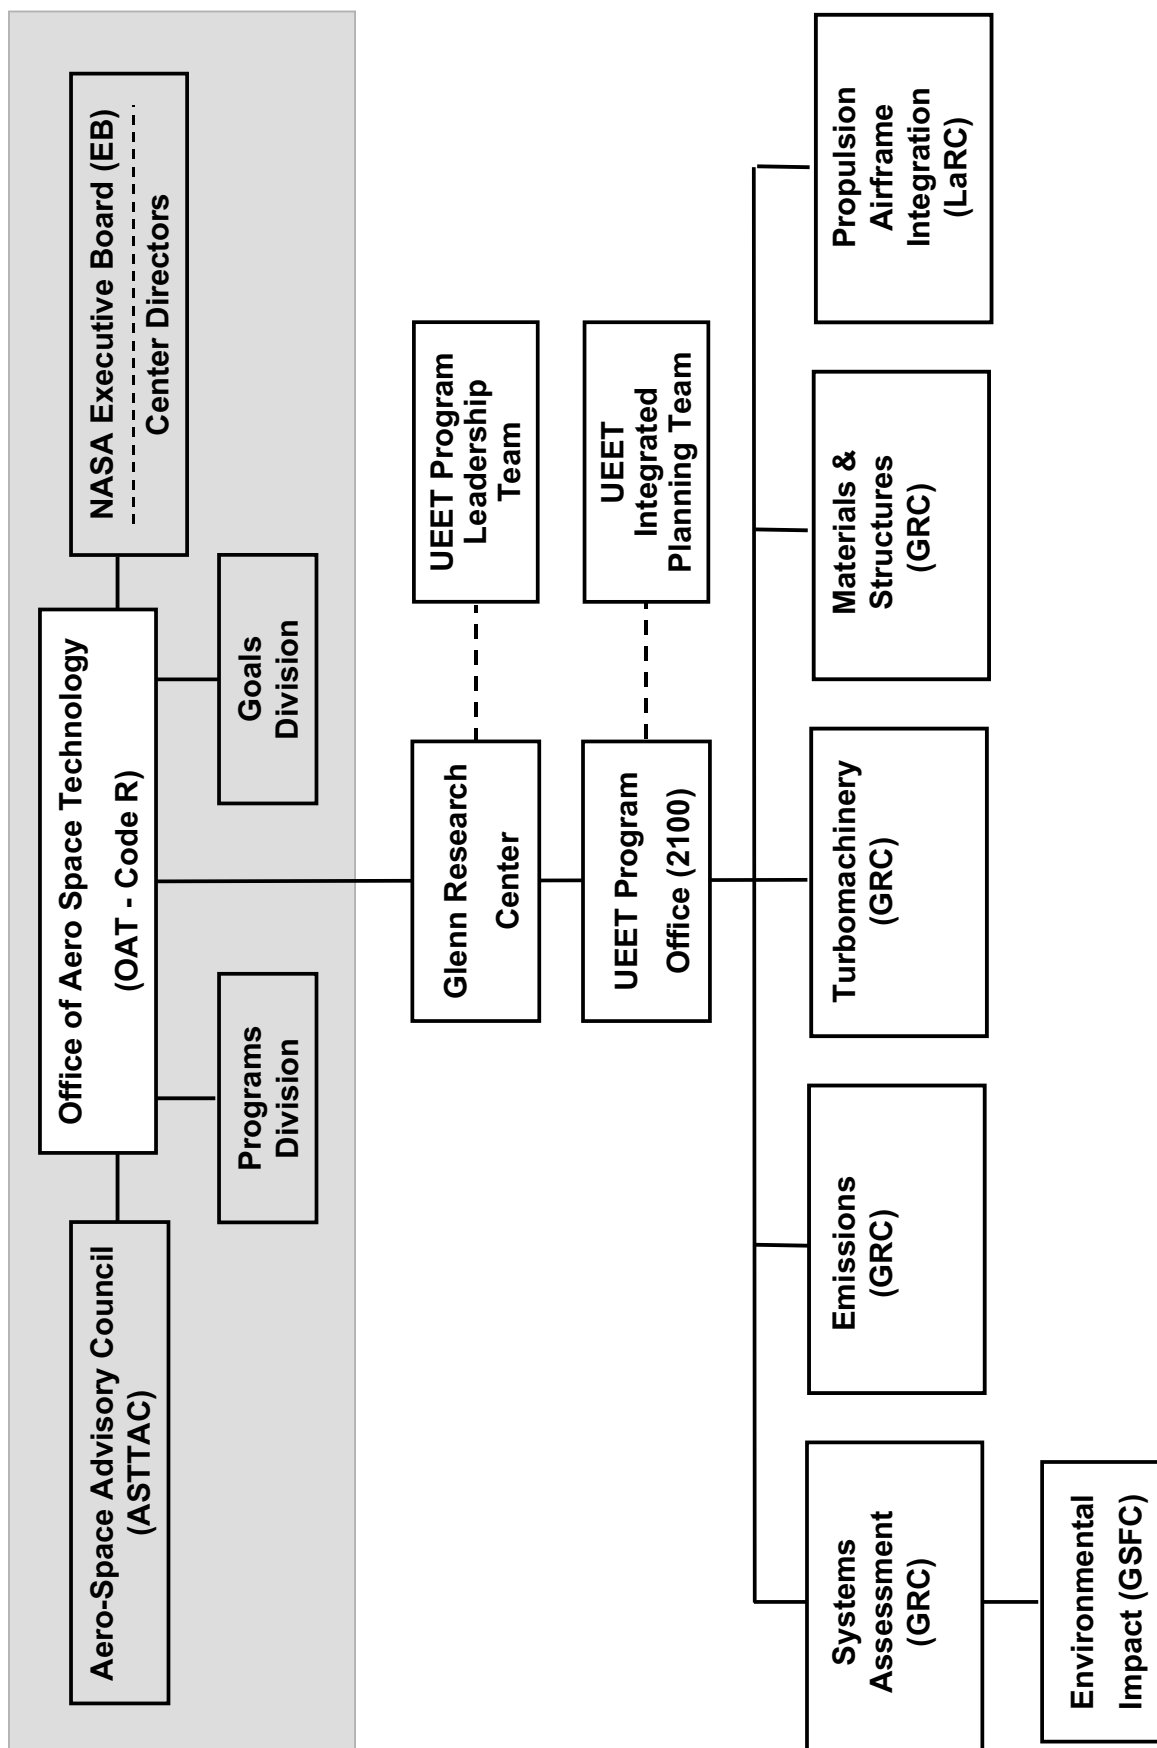 Aero-Space Advisory Council
(ASTTAC)
Office of Aero Space Technology
(OAT - Code R)
NASA Executive Board (EB)
Center Directors
Programs
Division
Goals
Division
Glenn Research
Center
UEET Program
Leadership
Team
UEET Program
Office (2100)
UEET
Integrated
Planning Team
Systems
Assessment
(GRC)
Emissions
(GRC)
Turbomachinery
(GRC)
Materials &
Structures
(GRC)
Propulsion
Airframe
Integration
(LaRC)
Environmental
Impact (GSFC)